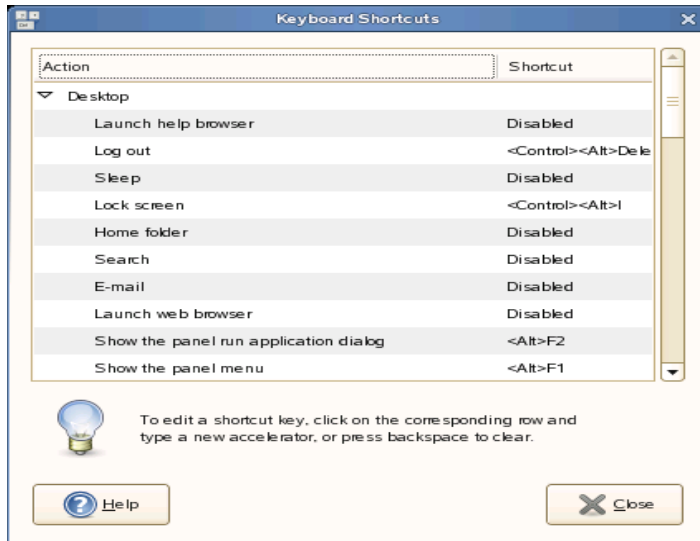 Keyboard Shortcuts
Action Shortcut
Desktop
Launch help browser Disabled
Log out <Control><Alt>Dele
Sleep Disabled
Lock screen <Control><Alt>l
Home folder Disabled
Search Disabled
E-mail Disabled
Launch web browser Disabled
Show the panel run application dialog <Alt>F2
Show the panel menu <Alt>F1
To edit a shortcut key, click on the corresponding row and
type a new accelerator, or press backspace to clear.
Help Close